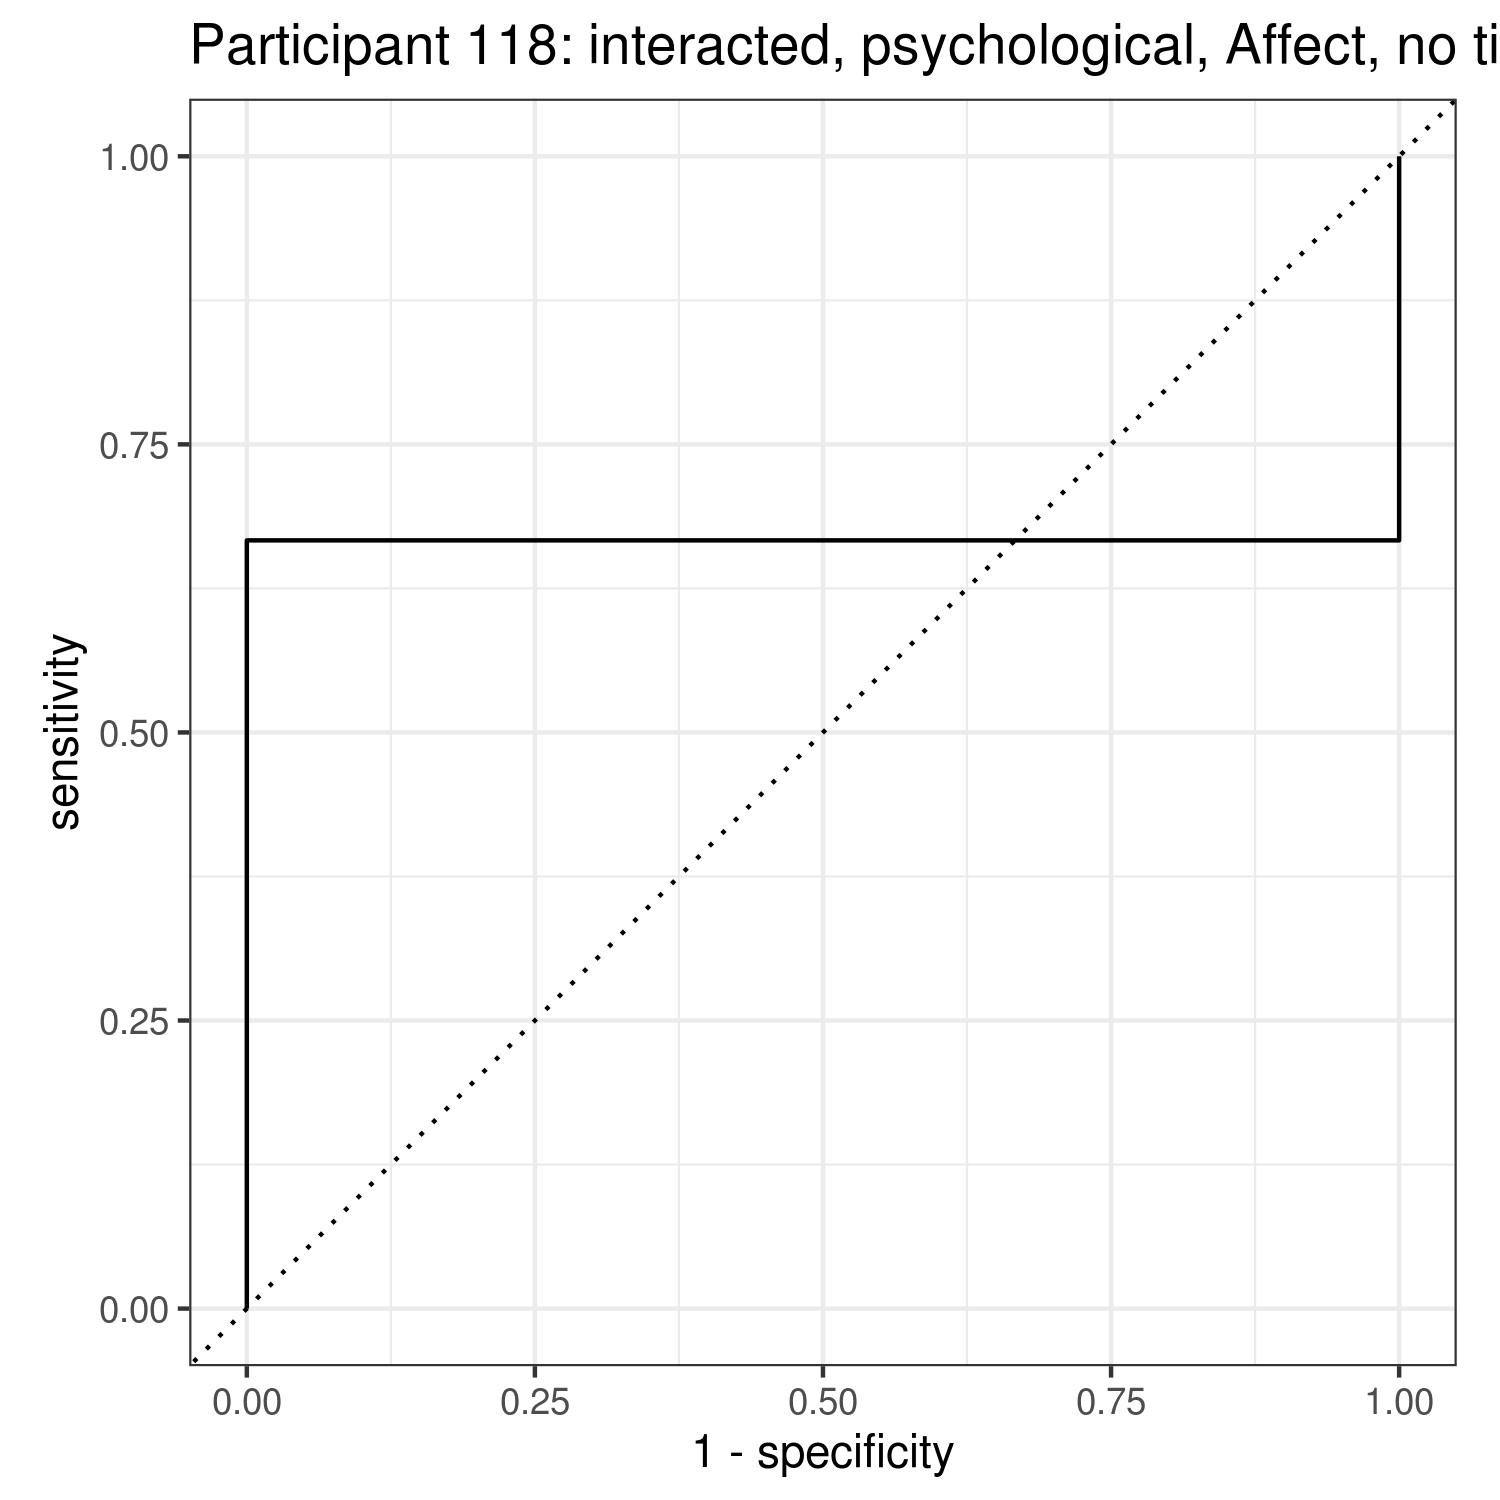 Participant 118: interacted, psychological, Affect, no ti
1.00
0.75
0.50
0.25
0.00
sensitivity
0.00 0.25 0.50 0.75 1.00
1 - specificity